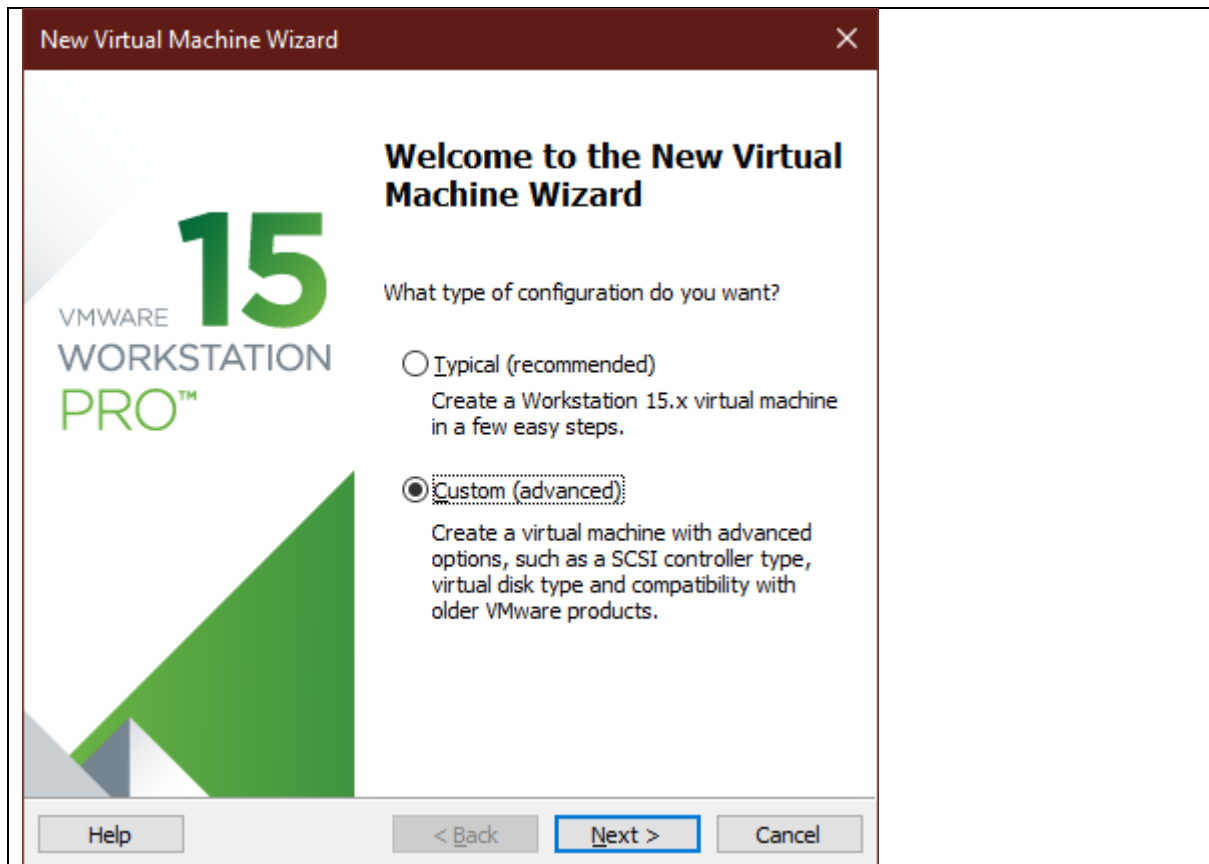 New Virtual Machine Wizard
Welcome to the New Virtual
Machine Wizard
15
VMWARE
WORKSTATION
PRO™
What type of configuration do you want?
Typical (recommended)
Create a Workstation 15.x virtual machine
in a few easy steps.
Custom (advanced)
Create a virtual machine with advanced
options, such as a SCSI controller type,
virtual disk type and compatibility with
older VMware products.
Help
< Back
Next >
Cancel